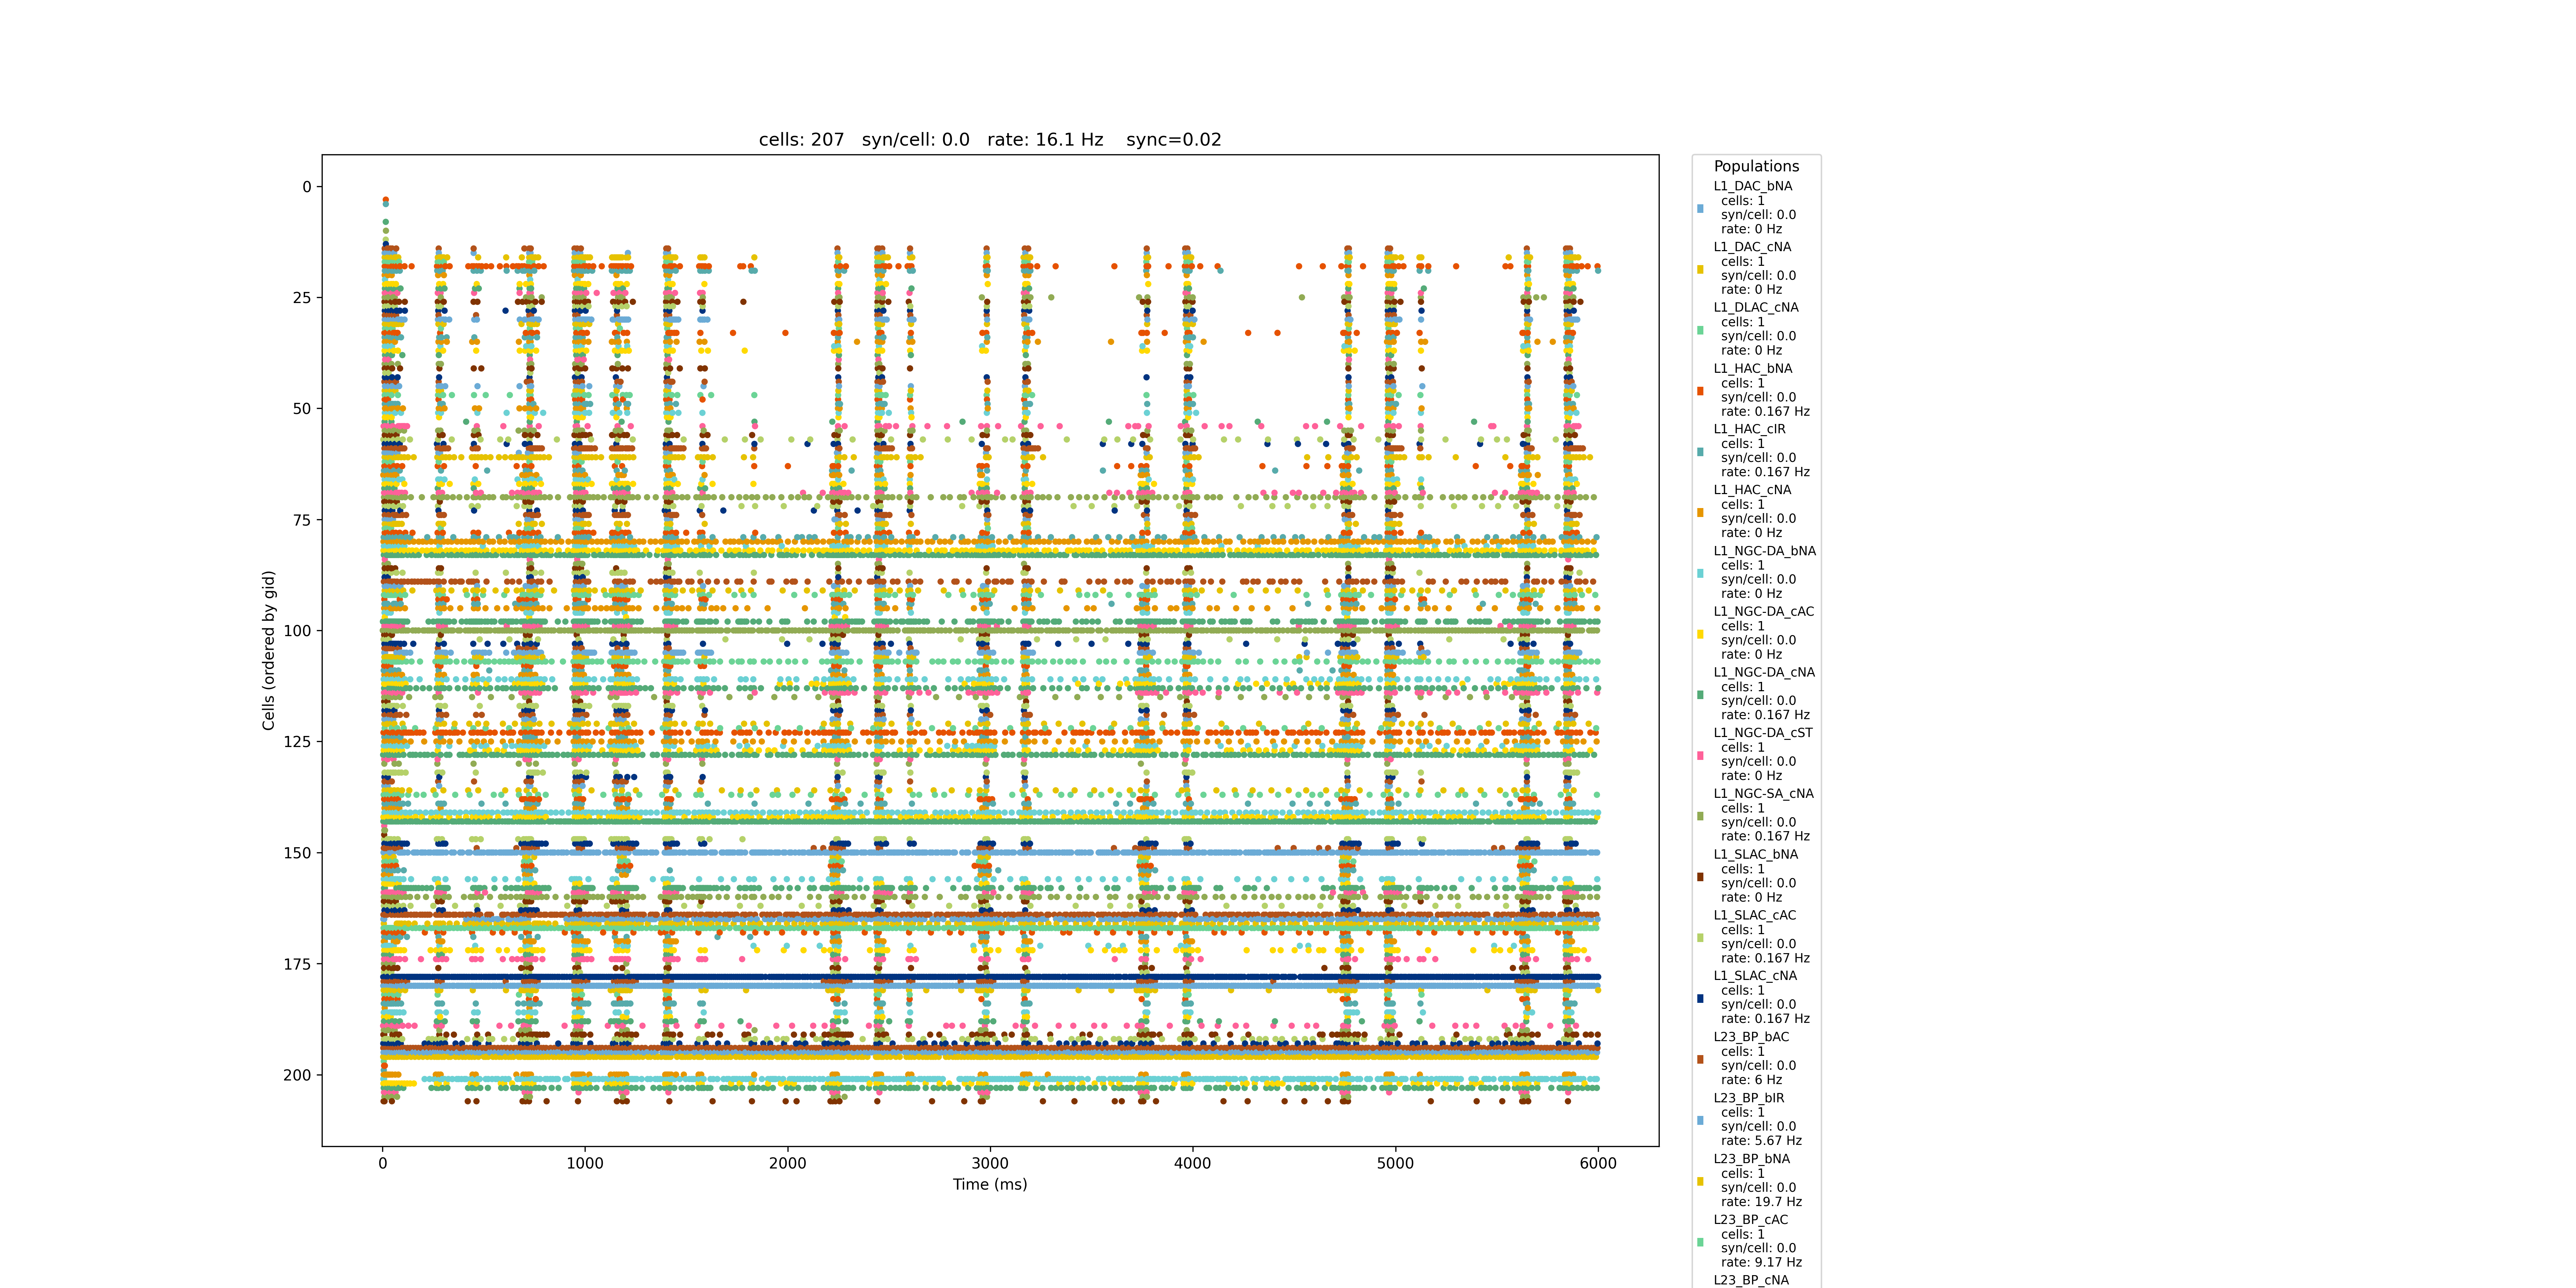 cells: 207   syn/cell: 0.0   rate: 16.1 Hz    sync=0.02
Cells (ordered by gid)
0
25
50
75
100
125
150
175
200
0
1000
2000
3000
4000
5000
6000
Time (ms)
Populations
L1_DAC_bNA
cells: 1
syn/cell: 0.0
rate: 0 Hz
L1_DAC_cNA
cells: 1
syn/cell: 0.0
rate: 0 Hz
L1_DLAC_cNA
cells: 1
syn/cell: 0.0
rate: 0 Hz
L1_HAC_bNA
cells: 1
syn/cell: 0.0
rate: 0.167 Hz
L1_HAC_cIR
cells: 1
syn/cell: 0.0
rate: 0.167 Hz
L1_HAC_cNA
cells: 1
syn/cell: 0.0
rate: 0 Hz
L1_NGC-DA_bNA
cells: 1
syn/cell: 0.0
rate: 0 Hz
L1_NGC-DA_cAC
cells: 1
syn/cell: 0.0
rate: 0 Hz
L1_NGC-DA_cNA
cells: 1
syn/cell: 0.0
rate: 0.167 Hz
L1_NGC-DA_cST
cells: 1
syn/cell: 0.0
rate: 0 Hz
L1_NGC-SA_cNA
cells: 1
syn/cell: 0.0
rate: 0.167 Hz
L1_SLAC_bNA
cells: 1
syn/cell: 0.0
rate: 0 Hz
L1_SLAC_cAC
cells: 1
syn/cell: 0.0
rate: 0.167 Hz
L1_SLAC_cNA
cells: 1
syn/cell: 0.0
rate: 0.167 Hz
L23_BP_bAC
cells: 1
syn/cell: 0.0
rate: 6 Hz
L23_BP_bIR
cells: 1
syn/cell: 0.0
rate: 5.67 Hz
L23_BP_bNA
cells: 1
syn/cell: 0.0
rate: 19.7 Hz
L23_BP_cAC
cells: 1
syn/cell: 0.0
rate: 9.17 Hz
L23_BP_cNA